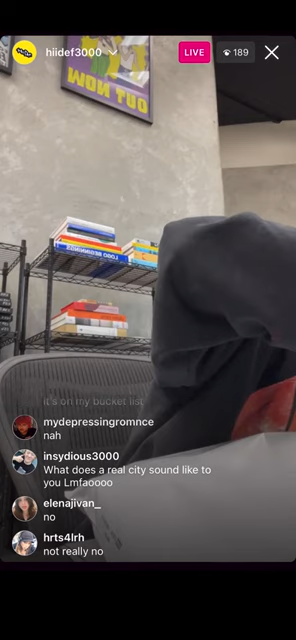 hiidef3000
LIVE
189
OUT NOW
LOGO BEGINNINGS
it's on my bucket list
mydepressingromnce
nah
insydious3000
What does a real city sound like to
you Lmfaoooo
elenajivan_
no
hrts4lrh
not really no